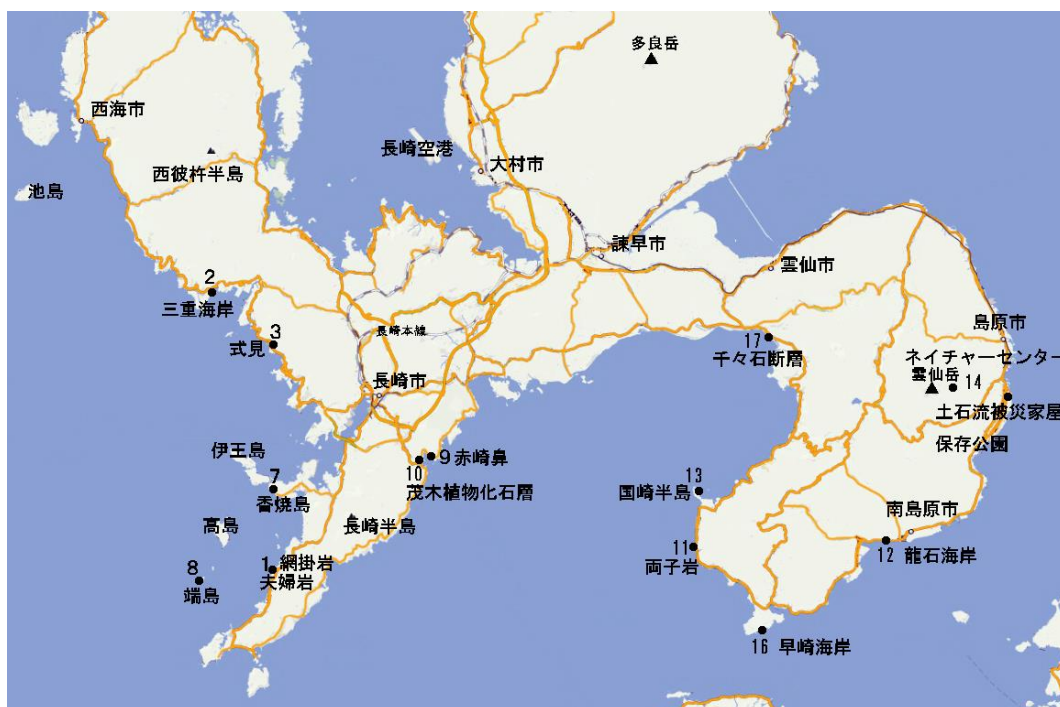 多良岳
西海市
長崎空港
大村市
西彼杵半島
池島
諫早市
雲仙市
2
三重海岸
3
式見
長崎本線
17
千々石断層
島原市
ネイチャーセンター
雲仙岳
14
長崎市
土石流被災家屋
保存公園
伊王島
9 赤崎鼻
10
茂木植物化石層
7
香焼島
13
国崎半島
高島
長崎半島
南島原市
11
両子岩
12 龍石海岸
1 網掛岩
夫婦岩
8
端島
16 早崎海岸